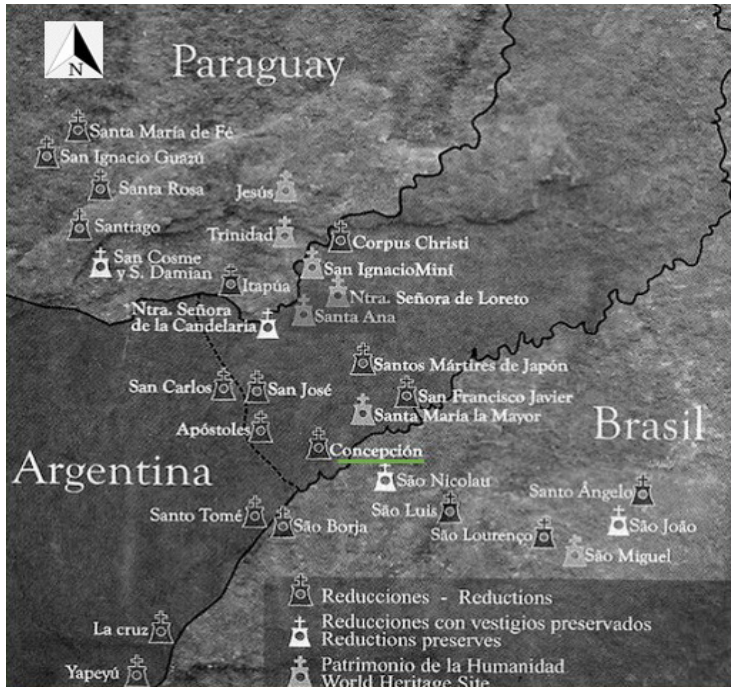 N
Paraguay
Santa María de Fé
San Ignacio Guazú
Santa Rosa
Jesús
Santiago
Trinidad
Corpus Christi
San Cosme
y S. Damian
San IgnacioMiní
Itapúa
Ntra. Señora de Loreto
Ntra. Señora
de la Candelaria
Santa Ana
Santos Mártires de Japón
San Carlos
San José
San Francisco Javier
Santa María la Mayor
Apóstoles
Brasil
Concepción
Argentina
São Nicolau
Santo Ângelo
Santo Tomé
São Borja
São Luis
São João
São Lourenço
São Miguel
Reducciones - Reductions
Reducciones con vestigios preservados
Reductions preserves
La cruz
Patrimonio de la Humanidad
World Heritage Site
Yapeyú